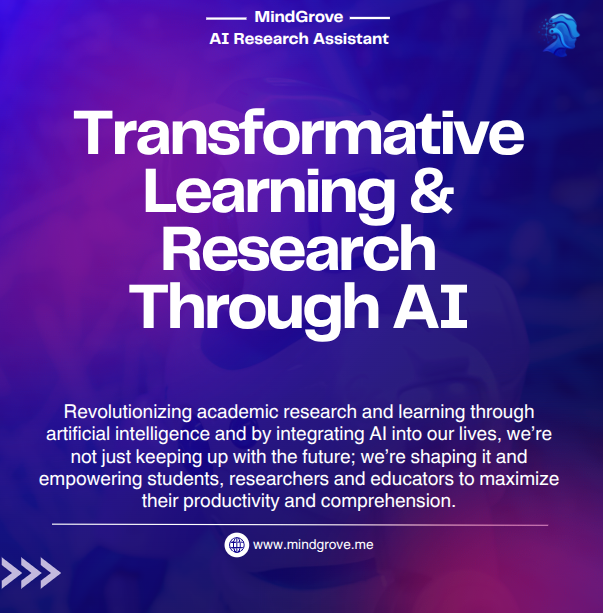 MindGrove
AI Research Assistant
Transformative
Learning &
Research
Through AI
Revolutionizing academic research and learning through
artificial intelligence and by integrating AI into our lives, we're
not just keeping up with the future; we're shaping it and
empowering students, researchers and educators to maximize
their productivity and comprehension.
www.mindgrove.me